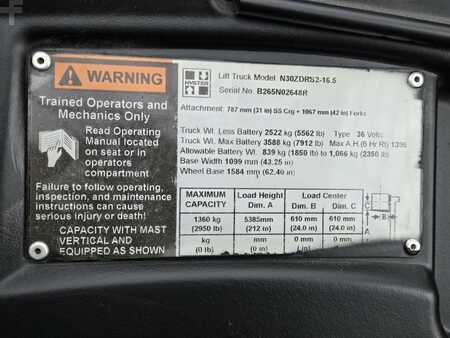 WARNING
Trained Operators and
Mechanics Only
Read Operating
Manual located
on seat or in
operators
compartment
Failure to follow operating,
inspection, and maintenance
instructions can cause
serious injury or death!
CAPACITY WITH MAST
VERTICAL AND
EQUIPPED AS SHOWN
HYSTER
Lift Truck Model N30ZDRS2-16.5
Serial No. B265N02648R
Attachment: 787 mm (31 in) SS Crg + 1067 mm (42 in) Forks
Truck Wt. Less Battery 2522 kg (5562 lb) Type 36 Volts
Truck Wt. Max Battery 3588 kg (7912 lb) Max A.H.(6 Hr Rt) 1395
Allowable Battery Wt. 839 kg (1850 lb) to 1,066 kg (2350 lb)
Base Width 1099 mm (43.25 in)
Wheel Base 1584 mm (62.40 in)
MAXIMUM CAPACITY Load Height Dim. A Load Center Dim. B Dim. C
1360 kg 5385mm 610 mm 610 mm
(2950 lb) (212 in) (24.0 in) (24.0 in)
kg mm 0 mm 0 mm
(0 lb) (0 in) (0 in)
C
B
A